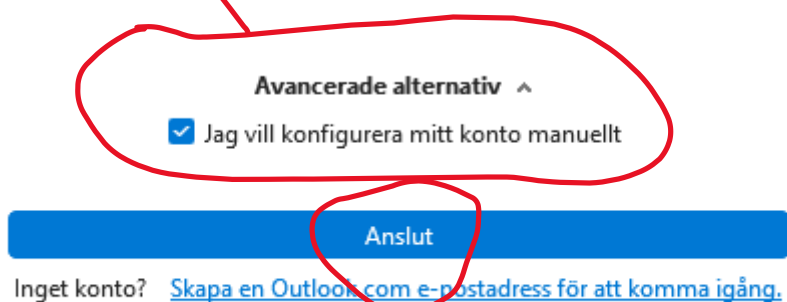 Avancerade alternativ
Jag vill konfigurera mitt konto manuellt
Anslut
Inget konto? Skapa en Outlook.com e-postadress för att komma igång.